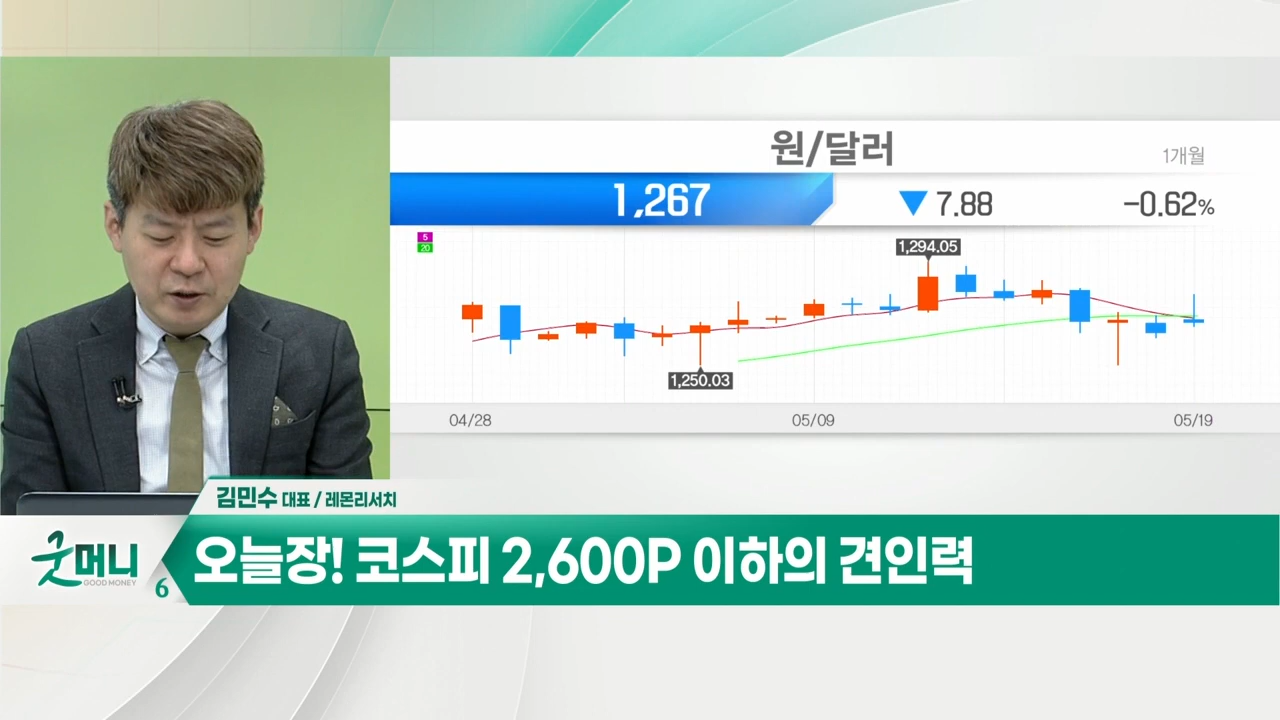 원/달러
1개월
1,267
▼ 7.88
-0.62%
5
20
1,294.05
1,250.03
04/28
05/09
05/19
김민수 대표 / 레몬리서치
굿머니
GOOD MONEY
6
오늘장! 코스피 2,600P 이하의 견인력